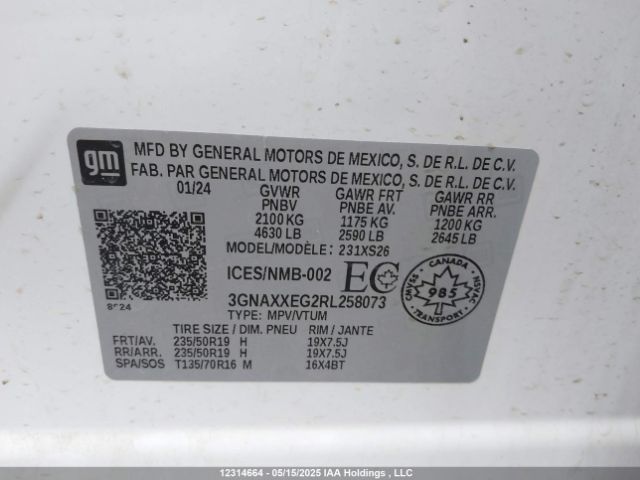 gm
MFD BY GENERAL MOTORS DE MEXICO, S. DE R.L. DE C.V.
FAB. PAR GENERAL MOTORS DE MEXICO, S. DE R.L. DE C.V.
01/24 GVWR GAWR FRT GAWR RR
PNBV PNBE AV. PNBE ARR.
2100 KG 1175 KG 1200 KG
4630 LB 2590 LB 2645 LB
MODEL/MODÈLE: 231XS26
ICES/NMB-002 EC
CANADA
CMVSS 985 NSVAC
TRANSPORT
8524
3GNAXXEG2RL258073
TYPE: MPV/VTUM
TIRE SIZE / DIM. PNEU RIM / JANTE
FRT/AV. 235/50R19 H 19X7.5J
RR/ARR. 235/50R19 H 19X7.5J
SPA/SOS T135/70R16 M 16X4BT
12314664 - 05/15/2025 IAA Holdings , LLC